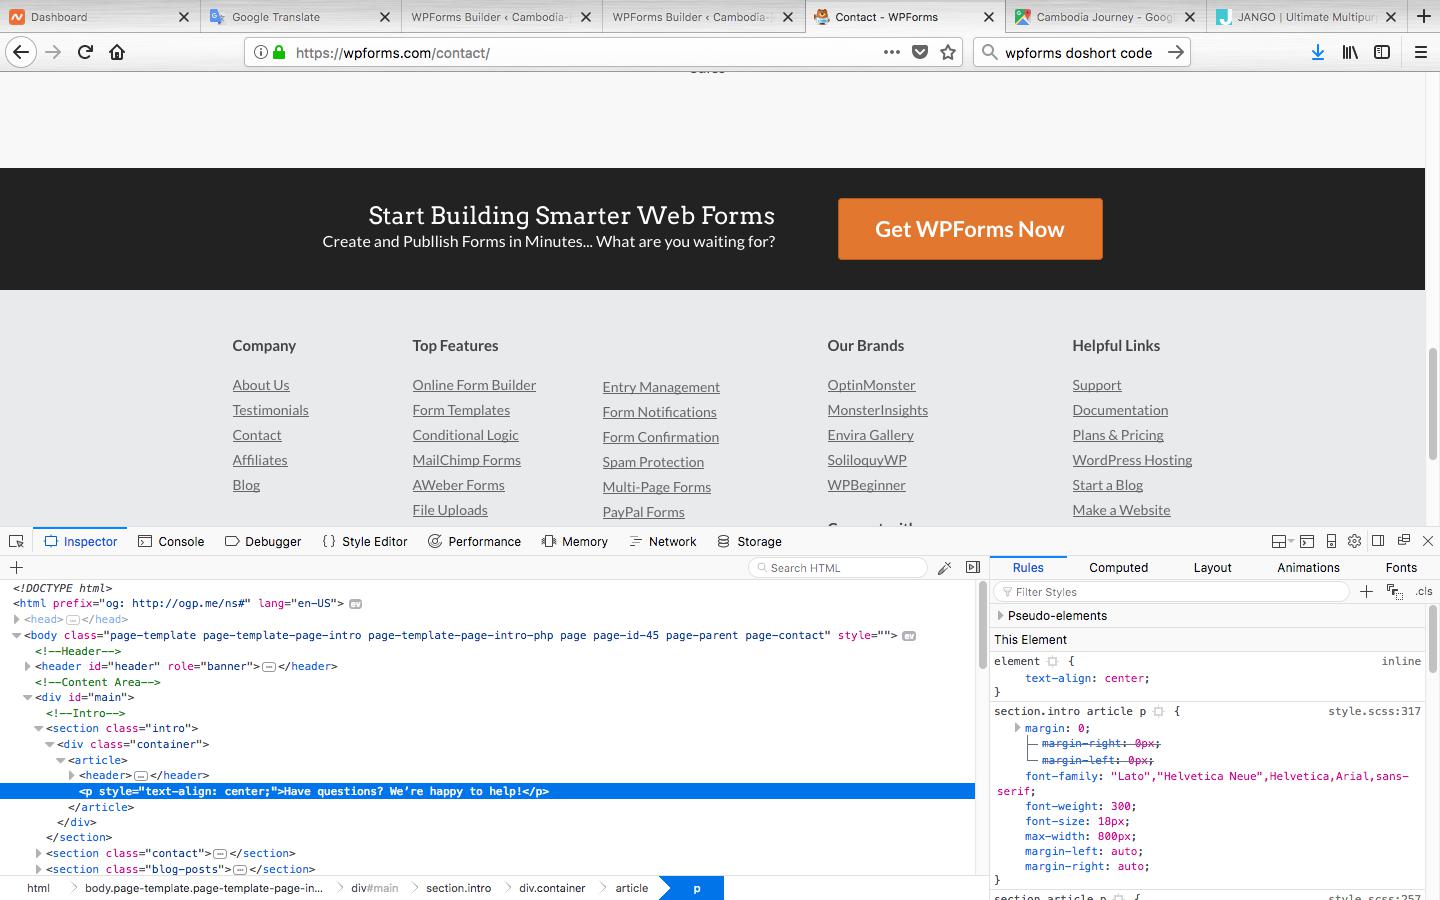 Dashboard
Google Translate
WPForms Builder ‹ Cambodia-
WPForms Builder ‹ Cambodia-
Contact - WPForms
Cambodia Journey - Goog
JANGO | Ultimate Multipur
https://wpforms.com/contact/
wpforms doshort code
Start Building Smarter Web Forms
Create and Publlish Forms in Minutes... What are you waiting for?
Get WPForms Now
Company
About Us
Testimonials
Contact
Affiliates
Blog
Top Features
Online Form Builder
Form Templates
Conditional Logic
MailChimp Forms
AWeber Forms
File Uploads
Entry Management
Form Notifications
Form Confirmation
Spam Protection
Multi-Page Forms
PayPal Forms
Our Brands
OptinMonster
MonsterInsights
Envira Gallery
SoliloquyWP
WPBeginner
Helpful Links
Support
Documentation
Plans & Pricing
WordPress Hosting
Start a Blog
Make a Website
Inspector
Console
Debugger
Style Editor
Performance
Memory
Network
Storage
Search HTML
<!DOCTYPE html>
<html prefix="og: http://ogp.me/ns#" lang="en-US"> ev
<head></head>
<body class="page-template page-template-page-intro page-template-page-intro-php page page-id-45 page-parent page-contact" style=""> ev
<!--Header-->
<header id="header" role="banner"></header>
<!--Content Area-->
<div id="main">
<!--Intro-->
<section class="intro">
<div class="container">
<article>
<header></header>
<p style="text-align: center;">Have questions? We’re happy to help!</p>
</article>
</div>
</section>
<section class="contact"></section>
<section class="blog-posts"></section>
html
body.page-template.page-template-page-in...
div#main
section.intro
div.container
article
p
Rules
Computed
Layout
Animations
Fonts
Filter Styles
.cls
Pseudo-elements
This Element
element {
inline
text-align: center;
}
section.intro article p {
style.scss:317
margin: 0;
margin-right: 0px;
margin-left: 0px;
font-family: "Lato","Helvetica Neue",Helvetica,Arial,sans-
serif;
font-weight: 300;
font-size: 18px;
max-width: 800px;
margin-left: auto;
margin-right: auto;
}
section article p {
style.scss:257